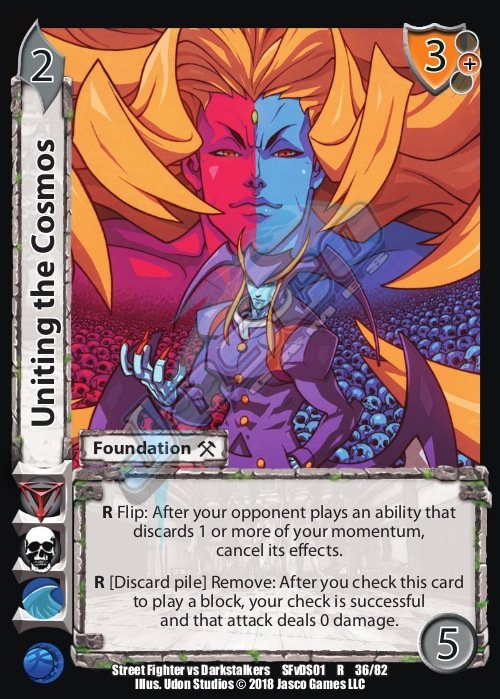 2
3
+
Uniting the Cosmos
Foundation
R Flip: After your opponent plays an ability that
discards 1 or more of your momentum,
cancel its effects.
R [Discard pile] Remove: After you check this card
to play a block, your check is successful
and that attack deals 0 damage.
5
Street Fighter vs Darkstalkers SFvDS01 R 36/82
Illus. Udon Studios © 2018 Jasco Games LLC